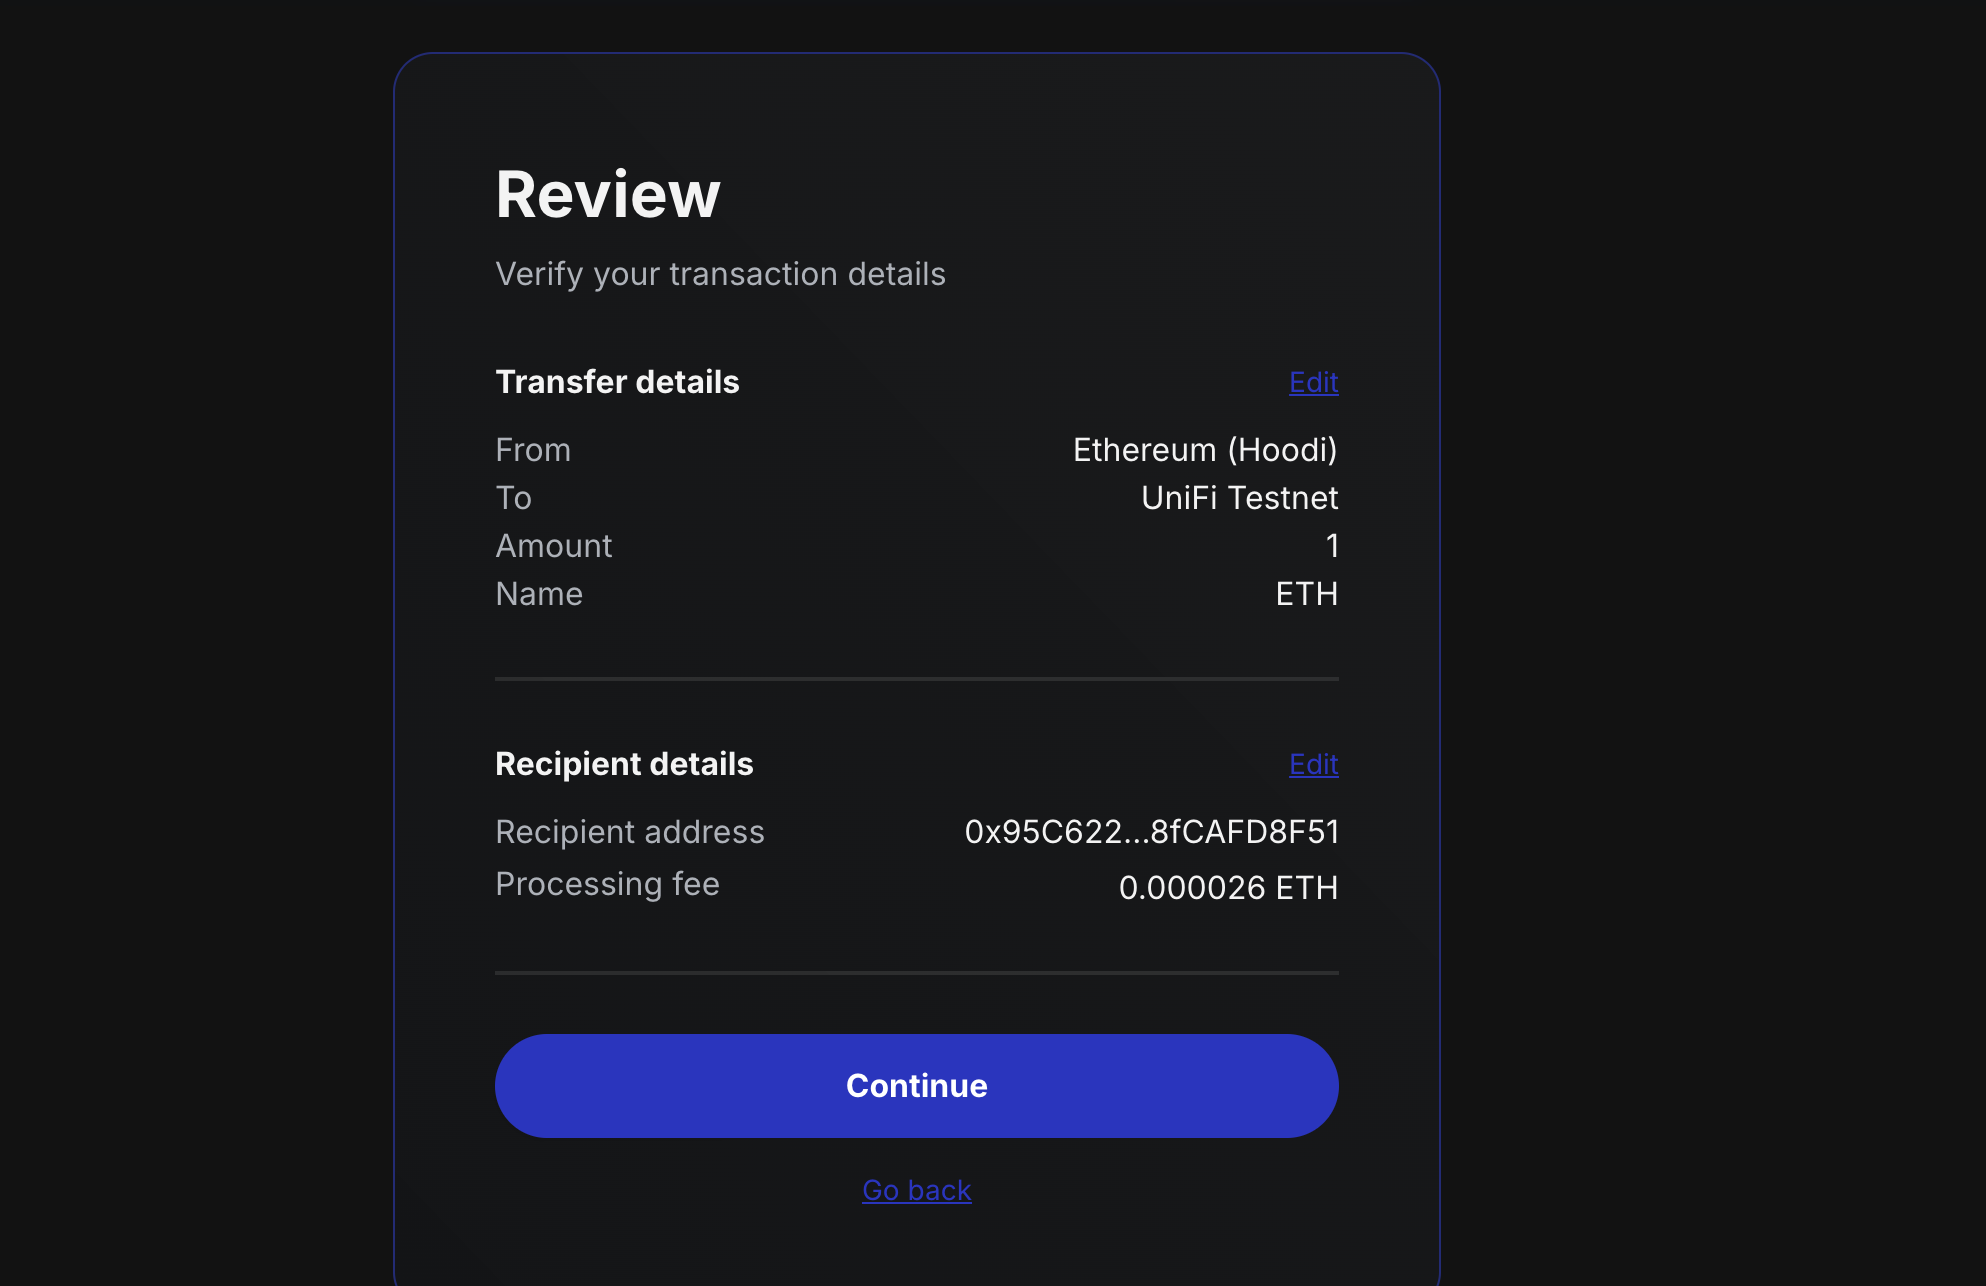 Review
Verify your transaction details
Transfer details Edit
From Ethereum (Hoodi)
To UniFi Testnet
Amount 1
Name ETH
Recipient details Edit
Recipient address 0x95C622...8fCAFD8F51
Processing fee 0.000026 ETH
Continue
Go back